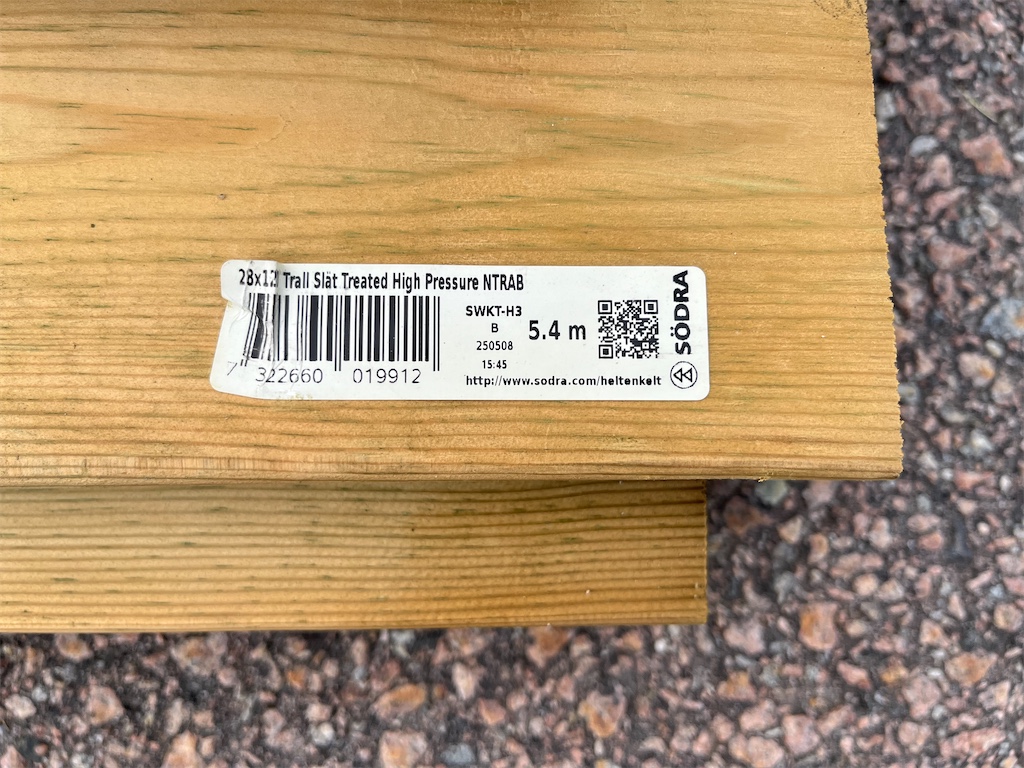 Trall Slät Treated High Pressure NTRAB
SWKT-H3
B
5.4 m
250508
15:45
7 322660 019912
http://www.sodra.com/heltenkelt
SÖDRA